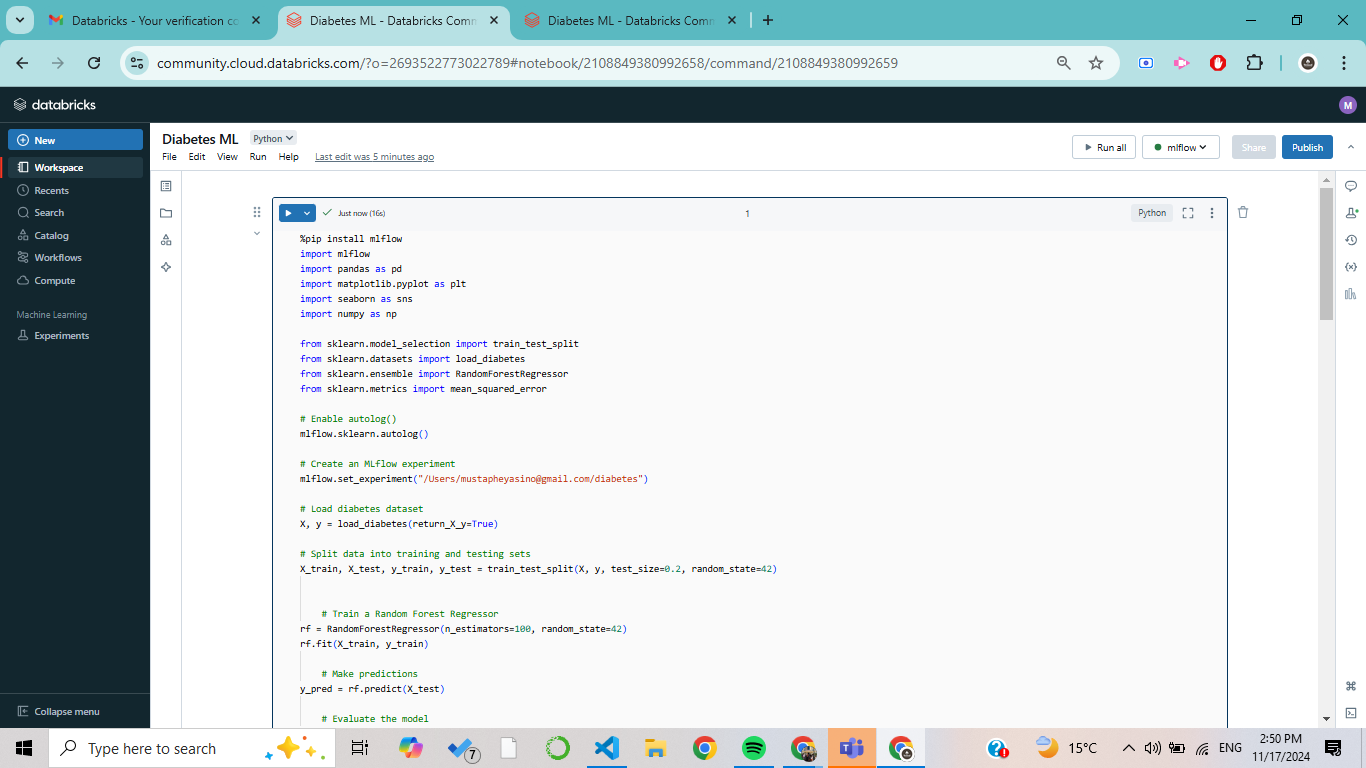 Databricks - Your verification co
Diabetes ML - Databricks Comm
Diabetes ML - Databricks Comm
community.cloud.databricks.com/?o=2693522773022789#notebook/2108849380992658/command/2108849380992659
databricks
M
New
Workspace
Recents
Search
Catalog
Workflows
Compute
Machine Learning
Experiments
Collapse menu
Diabetes ML Python
File Edit View Run Help Last edit was 5 minutes ago
Run all mlflow Share Publish
Just now (16s) 1 Python
%pip install mlflow
import mlflow
import pandas as pd
import matplotlib.pyplot as plt
import seaborn as sns
import numpy as np
from sklearn.model_selection import train_test_split
from sklearn.datasets import load_diabetes
from sklearn.ensemble import RandomForestRegressor
from sklearn.metrics import mean_squared_error
# Enable autolog()
mlflow.sklearn.autolog()
# Create an MLflow experiment
mlflow.set_experiment("/Users/mustapheyasino@gmail.com/diabetes")
# Load diabetes dataset
X, y = load_diabetes(return_X_y=True)
# Split data into training and testing sets
X_train, X_test, y_train, y_test = train_test_split(X, y, test_size=0.2, random_state=42)
# Train a Random Forest Regressor
rf = RandomForestRegressor(n_estimators=100, random_state=42)
rf.fit(X_train, y_train)
# Make predictions
y_pred = rf.predict(X_test)
# Evaluate the model
Type here to search
7
15°C
ENG
2:50 PM
11/17/2024